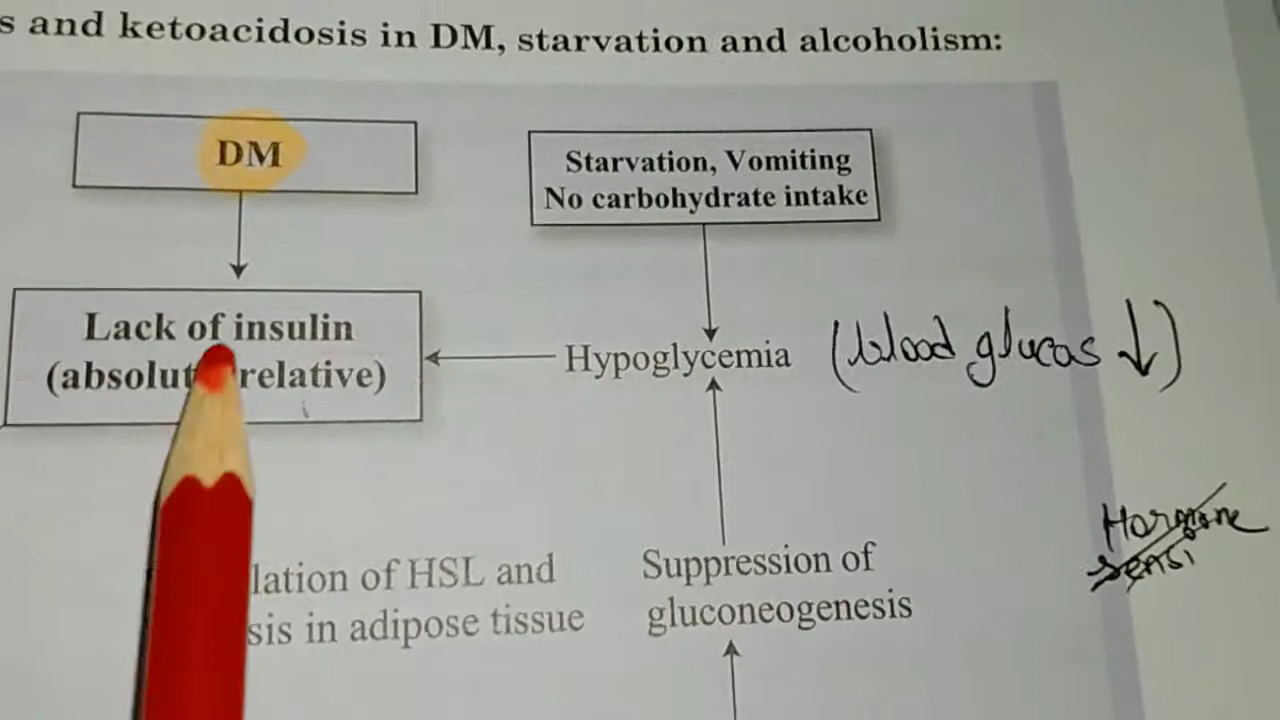 s and ketoacidosis in DM, starvation and alcoholism:
DM
Starvation, Vomiting
No carbohydrate intake
Lack of insulin
(absolut relative)
Hypoglycemia
(blood glucas ↓)
Hormone
Sensi
lation of HSL and
sis in adipose tissue
Suppression of
gluconeogenesis